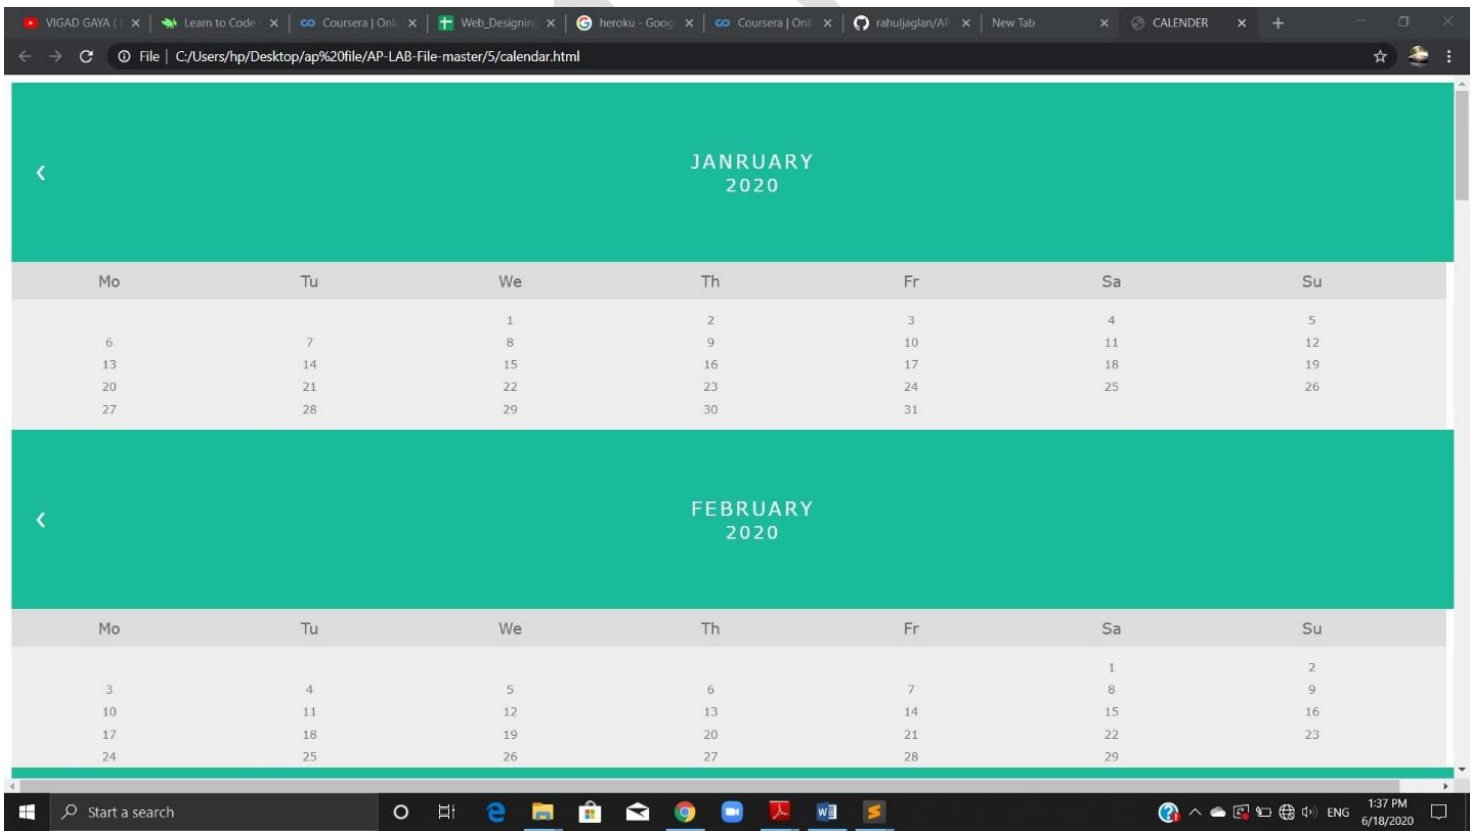 VIGAD GAYA ( Learn to Code Coursera | Onli Web_Designing heroku - Goog Coursera | Onli rahuljaglan/AP New Tab CALENDER
File | C:/Users/hp/Desktop/ap%20file/AP-LAB-File-master/5/calendar.html
‹
JANRUARY
2020
Mo Tu We Th Fr Sa Su
1 2 3 4 5
6 7 8 9 10 11 12
13 14 15 16 17 18 19
20 21 22 23 24 25 26
27 28 29 30 31
‹
FEBRUARY
2020
Mo Tu We Th Fr Sa Su
1 2
3 4 5 6 7 8 9
10 11 12 13 14 15 16
17 18 19 20 21 22 23
24 25 26 27 28 29
Start a search ENG 1:37 PM
6/18/2020